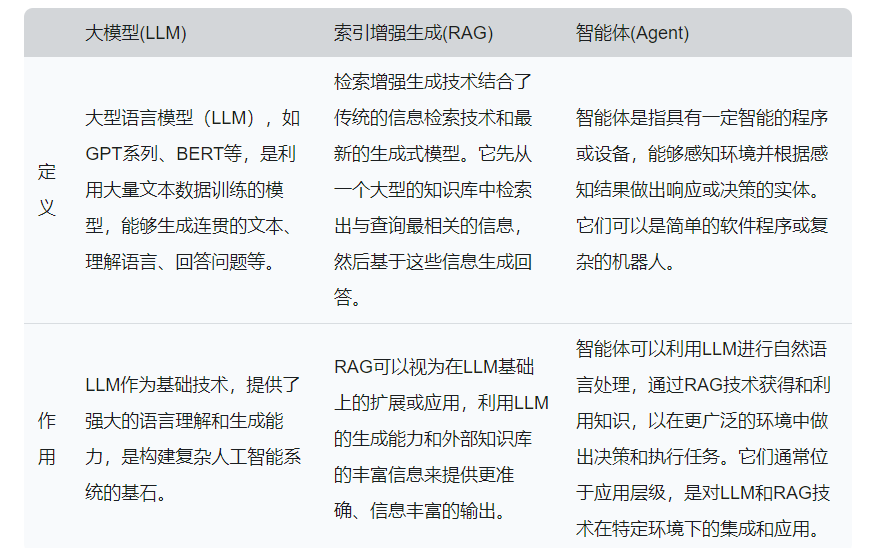 大模型(LLM)
索引增强生成(RAG)
智能体(Agent)
定
义
大型语言模型（LLM），如
GPT系列、BERT等，是利
用大量文本数据训练的模
型，能够生成连贯的文本、
理解语言、回答问题等。
检索增强生成技术结合了
传统的信息检索技术和最
新的生成式模型。它先从
一个大型的知识库中检索
出与查询最相关的信息，
然后基于这些信息生成回
答。
智能体是指具有一定智能的程序
或设备，能够感知环境并根据感
知结果做出响应或决策的实体。
它们可以是简单的软件程序或复
杂的机器人。
作
用
LLM作为基础技术，提供了
强大的语言理解和生成能
力，是构建复杂人工智能系
统的基石。
RAG可以视为在LLM基础
上的扩展或应用，利用LLM
的生成能力和外部知识库
的丰富信息来提供更准
确、信息丰富的输出。
智能体可以利用LLM进行自然语
言处理，通过RAG技术获得和利
用知识，以在更广泛的环境中做
出决策和执行任务。它们通常位
于应用层级，是对LLM和RAG技
术在特定环境下的集成和应用。